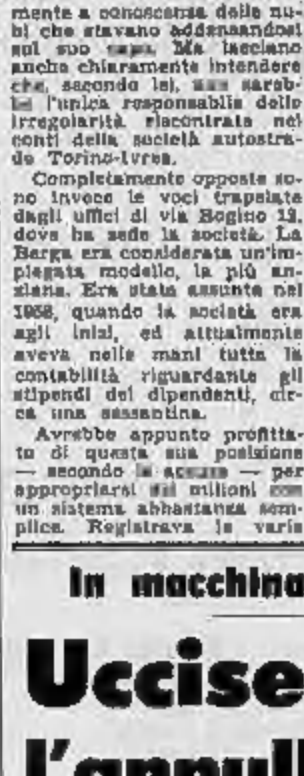 mente a conoscenza delle nu-
bi che stavano addensandosi
sul suo capo. Ma lasciano
anche chiaramente intendere
che, secondo lei, non sareb-
be l'unica responsabile delle
irregolarità riscontrate nei
conti della società autostra-
de Torino-Ivrea.
Completamente opposte so-
no invece le voci trapelate
dagli uffici di via Bogino 12,
dove ha sede la società. La
Barga era considerata un'im-
piegata modello, la più an-
ziana. Era stata assunta nel
1958, quando la società era
agli inizi, ed attualmente
aveva nelle mani tutta la
contabilità riguardante gli
stipendi dei dipendenti, cir-
ca una sessantina.
Avrebbe appunto profitta-
to di questa sua posizione
— secondo le accuse — per
appropriarsi dei milioni con
un sistema abbastanza sem-
plice. Registrava le varie
In macchina
Uccise
l'annull